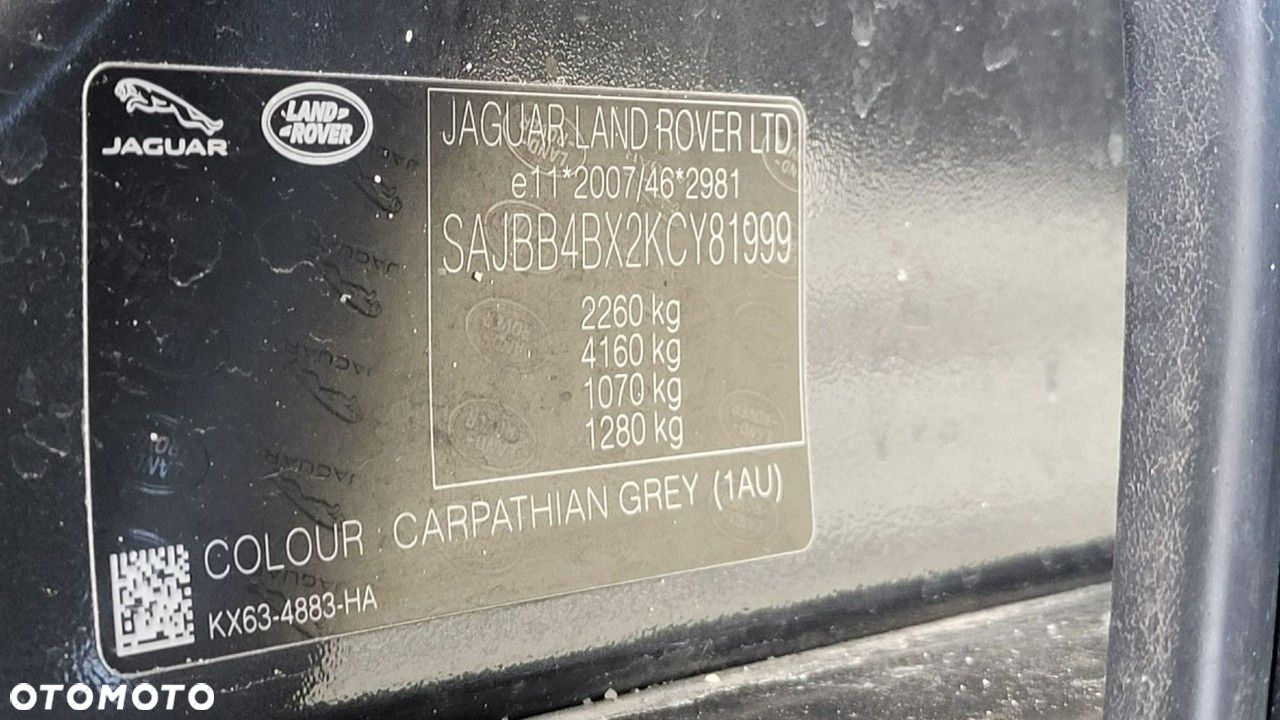 JAGUAR
LAND ROVER
JAGUAR LAND ROVER LTD
e11*2007/46*2981
SAJBB4BX2KCY81999
2260 kg
4160 kg
1070 kg
1280 kg
COLOUR : CARPATHIAN GREY (1AU)
KX63-4883-HA
OTOMOTO